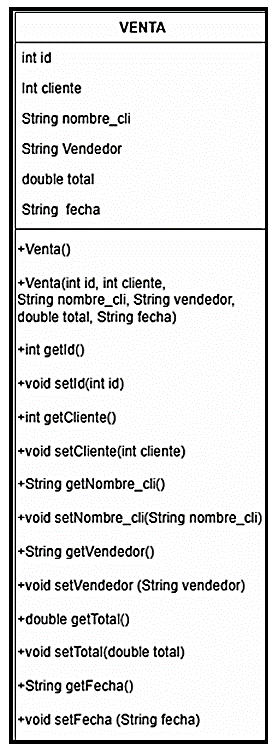 VENTA
int id
Int cliente
String nombre_cli
String Vendedor
double total
String fecha
+Venta()
+Venta(int id, int cliente,
String nombre_cli, String vendedor,
double total, String fecha)
+int getId()
+void setId(int id)
+int getCliente()
+void setCliente(int cliente)
+String getNombre_cli()
+void setNombre_cli(String nombre_cli)
+String getVendedor()
+void setVendedor (String vendedor)
+double getTotal()
+void setTotal(double total)
+String getFecha()
+void setFecha (String fecha)